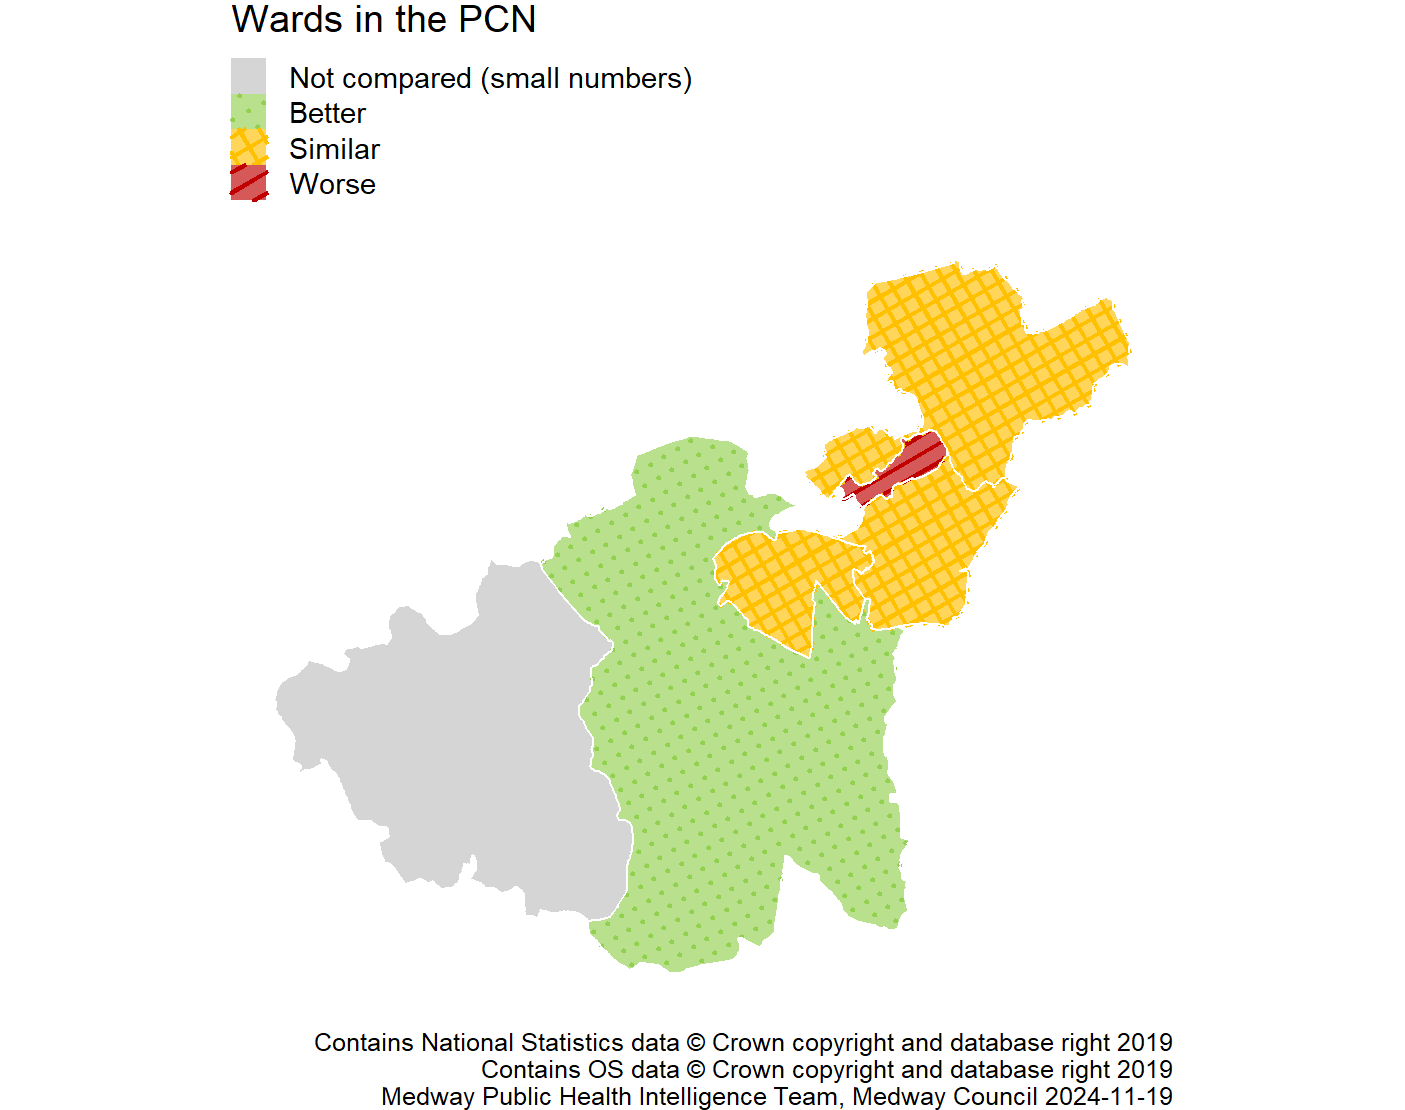 Wards in the PCN
Not compared (small numbers)
Better
Similar
Worse
Contains National Statistics data © Crown copyright and database right 2019
Contains OS data © Crown copyright and database right 2019
Medway Public Health Intelligence Team, Medway Council 2024-11-19